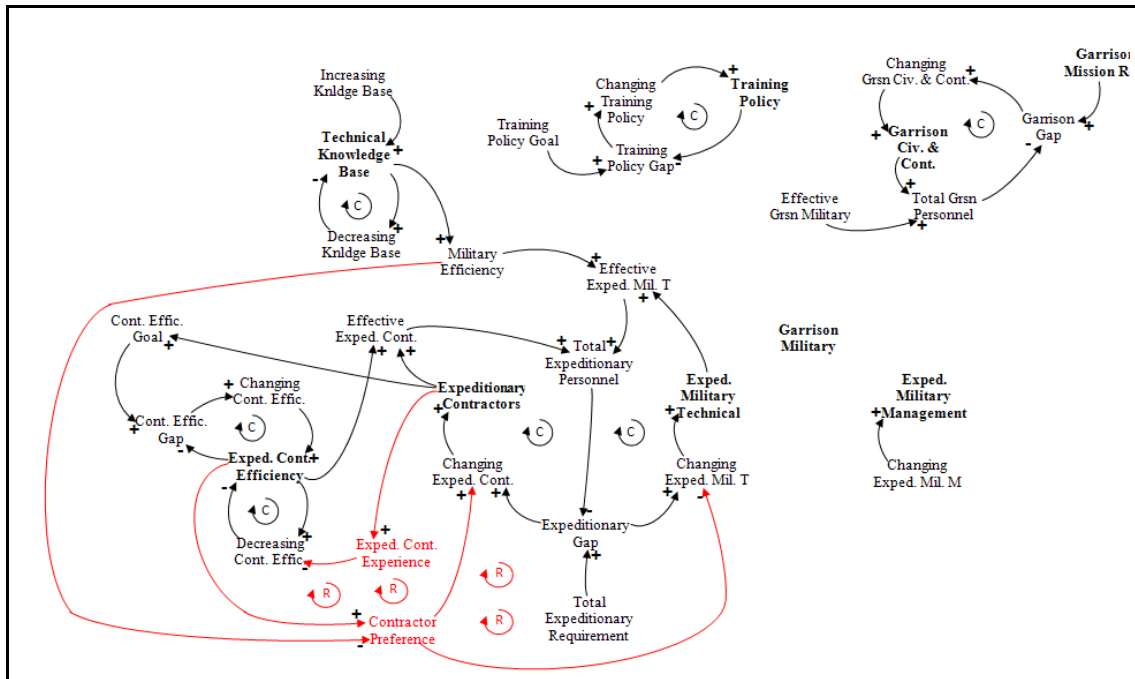 Increasing
Knldge Base
Technical
Knowledge
Base
+
-
C
+
Decreasing
Knldge Base
+
Military
Efficiency
Changing
Training
Policy
+
Training
Policy
+
C
Training
Policy Goal
+
Training
Policy Gap
-
Changing
Grsn Civ. & Cont.
+
Garrison
Mission R
C
Garrison
Gap
+
-
+
Garrison
Civ. &
Cont.
+
Total Grsn
Personnel
+
Effective
Grsn Military
+
Effective
Exped. Mil. T
+
Cont. Effic.
Goal
+
Effective
Exped. Cont.
+
+
+
+
Total
Expeditionary
Personnel
Garrison
Military
Expeditionary
Contractors
+
Exped.
Military
Technical
+
Exped.
Military
Management
+
+
Changing
Cont. Effic.
Cont. Effic.
Gap
+
-
C
C
C
Exped. Cont.
Efficiency
+
-
Changing
Exped. Cont.
+
+
Changing
Exped. Mil. T
+
-
Changing
Exped. Mil. M
C
Decreasing
Cont. Effic.
+
-
Exped. Cont.
Experience
+
Expeditionary
Gap
-
+
R
R
R
R
Contractor
Preference
+
-
Total
Expeditionary
Requirement